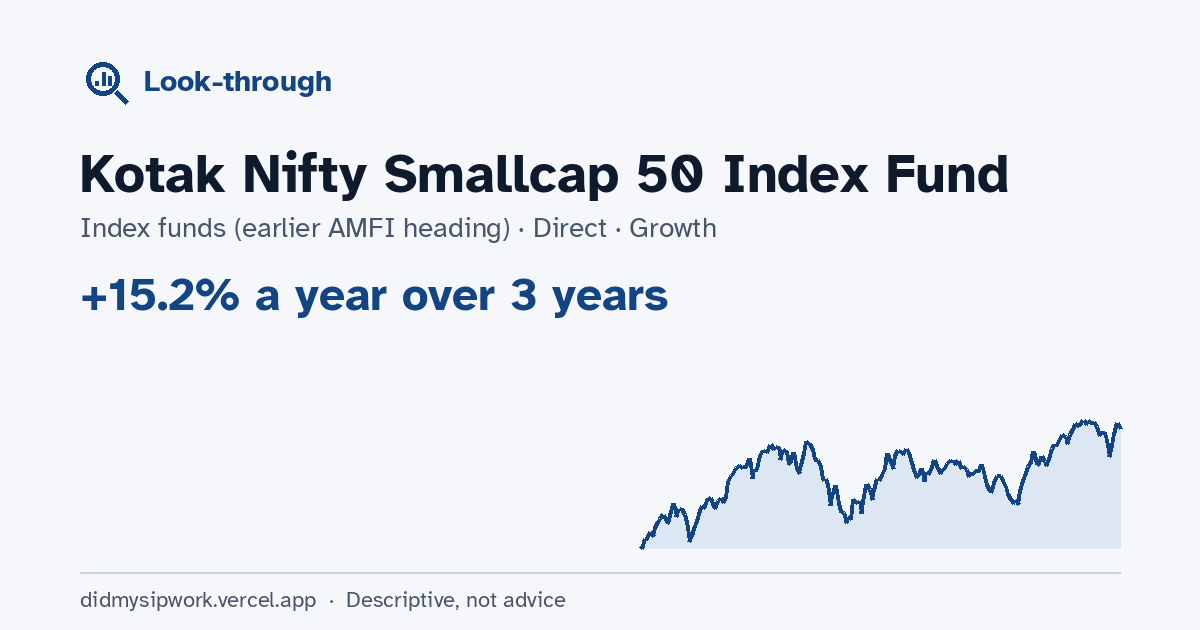 Look-through
Kotak Nifty Smallcap 50 Index Fund
Index funds (earlier AMFI heading) · Direct · Growth
+15.2% a year over 3 years
didmysipwork.vercel.app · Descriptive, not advice